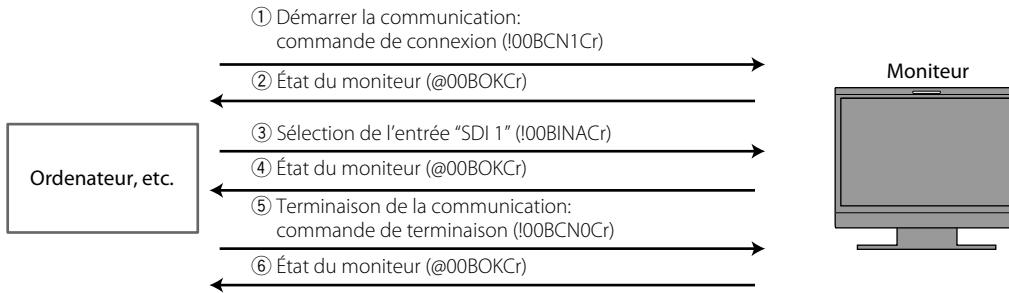 ① Démarrer la communication:
commande de connexion (!00BCN1Cr)
② État du moniteur (@00BOKCr)
Moniteur
③ Sélection de l'entrée “SDI 1” (!00BINACr)
Ordenateur, etc.
④ État du moniteur (@00BOKCr)
⑤ Terminaison de la communication:
commande de terminaison (!00BCN0Cr)
⑥ État du moniteur (@00BOKCr)